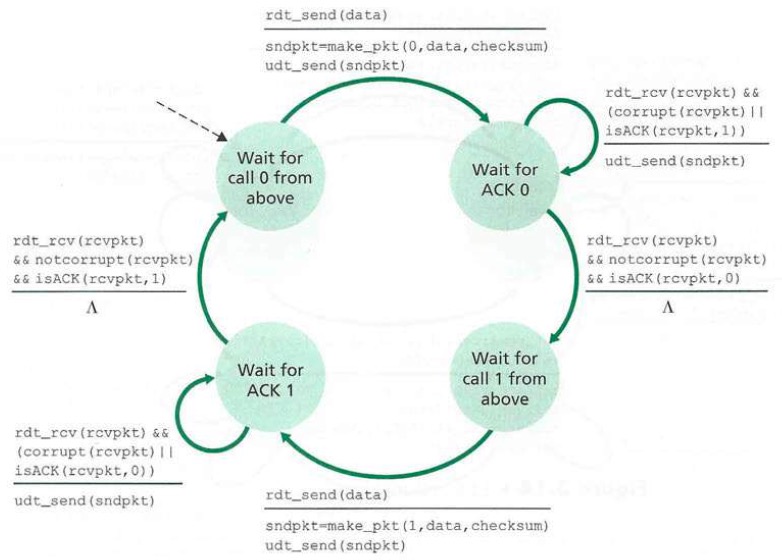 rdt_send(data)
sndpkt=make_pkt(0,data,checksum)
udt_send(sndpkt)
rdt_rcv(rcvpkt) &&
(corrupt(rcvpkt)||
isACK(rcvpkt,1))
udt_send(sndpkt)
Wait for
call 0 from
above
Wait for
ACK 0
rdt_rcv(rcvpkt)
&& notcorrupt(rcvpkt)
&& isACK(rcvpkt,1)
Λ
rdt_rcv(rcvpkt)
&& notcorrupt(rcvpkt)
&& isACK(rcvpkt,0)
Λ
Wait for
ACK 1
Wait for
call 1 from
above
rdt_rcv(rcvpkt) &&
(corrupt(rcvpkt)||
isACK(rcvpkt,0))
udt_send(sndpkt)
rdt_send(data)
sndpkt=make_pkt(1,data,checksum)
udt_send(sndpkt)